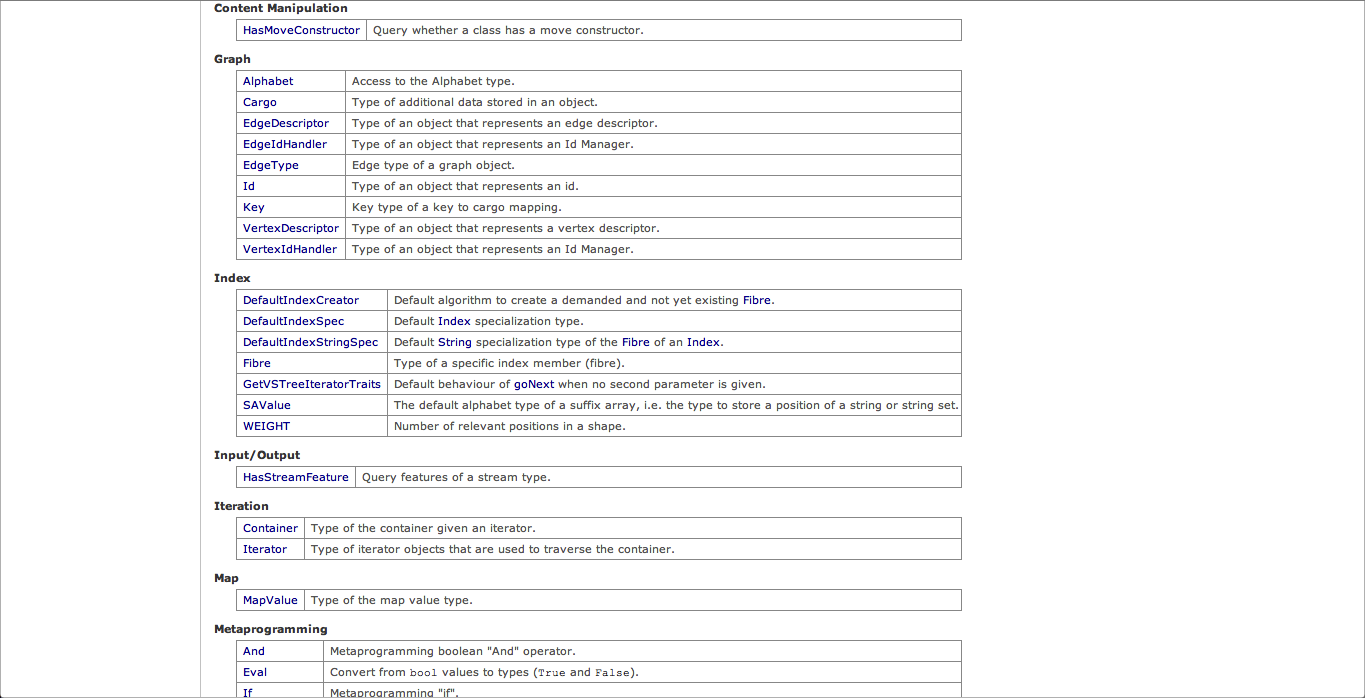 Content Manipulation
HasMoveConstructor Query whether a class has a move constructor.
Graph
Alphabet Access to the Alphabet type.
Cargo Type of additional data stored in an object.
EdgeDescriptor Type of an object that represents an edge descriptor.
EdgeIdHandler Type of an object that represents an Id Manager.
EdgeType Edge type of a graph object.
Id Type of an object that represents an id.
Key Key type of a key to cargo mapping.
VertexDescriptor Type of an object that represents a vertex descriptor.
VertexIdHandler Type of an object that represents an Id Manager.
Index
DefaultIndexCreator Default algorithm to create a demanded and not yet existing Fibre.
DefaultIndexSpec Default Index specialization type.
DefaultIndexStringSpec Default String specialization type of the Fibre of an Index.
Fibre Type of a specific index member (fibre).
GetVSTreeIteratorTraits Default behaviour of goNext when no second parameter is given.
SAValue The default alphabet type of a suffix array, i.e. the type to store a position of a string or string set.
WEIGHT Number of relevant positions in a shape.
Input/Output
HasStreamFeature Query features of a stream type.
Iteration
Container Type of the container given an iterator.
Iterator Type of iterator objects that are used to traverse the container.
Map
MapValue Type of the map value type.
Metaprogramming
And Metaprogramming boolean "And" operator.
Eval Convert from bool values to types (True and False).
If Metaprogramming "if".